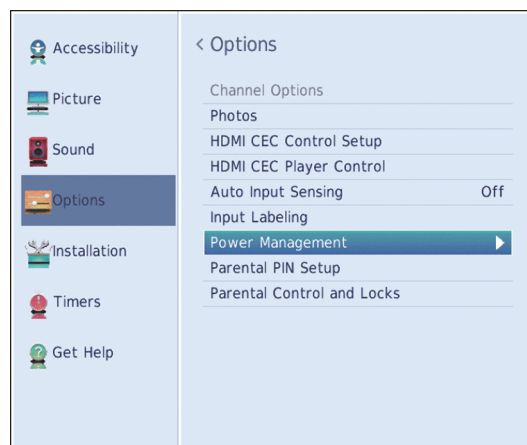 Accessibility
Picture
Sound
Options
Installation
Timers
Get Help
< Options
Channel Options
Photos
HDMI CEC Control Setup
HDMI CEC Player Control
Auto Input Sensing Off
Input Labeling
Power Management
Parental PIN Setup
Parental Control and Locks